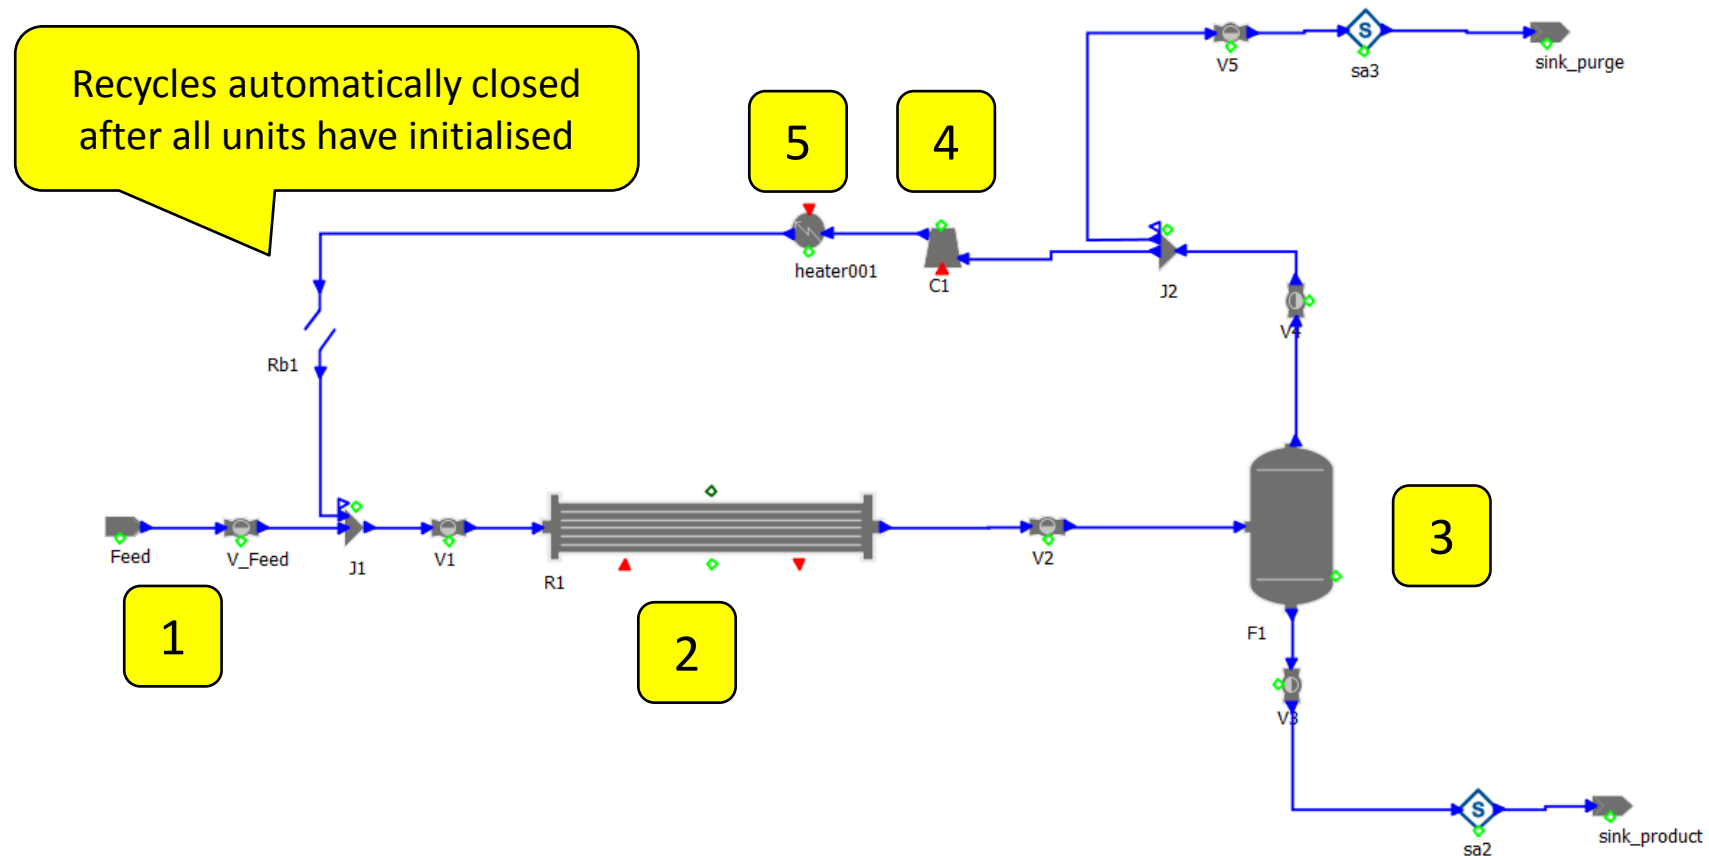 Recycles automatically closed
after all units have initialised
5
4
V5
S
sa3
sink_purge
heater001
C1
J2
V4
Rb1
Feed
V_Feed
J1
V1
R1
V2
3
1
2
F1
V3
S
sa2
sink_product